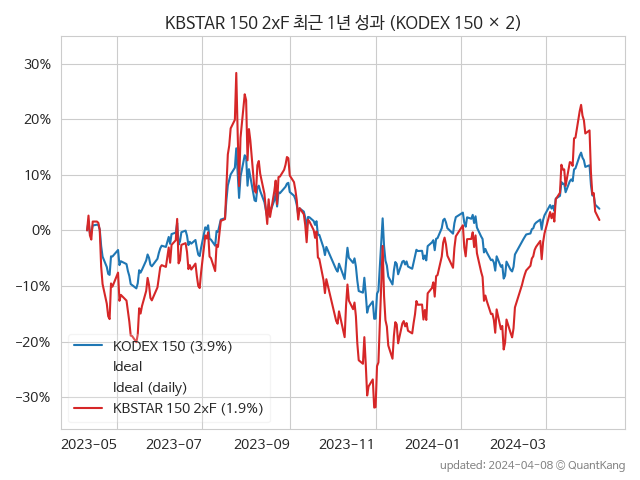 KBSTAR 150 2xF 최근 1년 성과 (KODEX 150 × 2)
30%
20%
10%
0%
−10%
−20%
−30%
KODEX 150 (3.9%)
Ideal
Ideal (daily)
KBSTAR 150 2xF (1.9%)
2023-05 2023-07 2023-09 2023-11 2024-01 2024-03
updated: 2024-04-08 © QuantKang